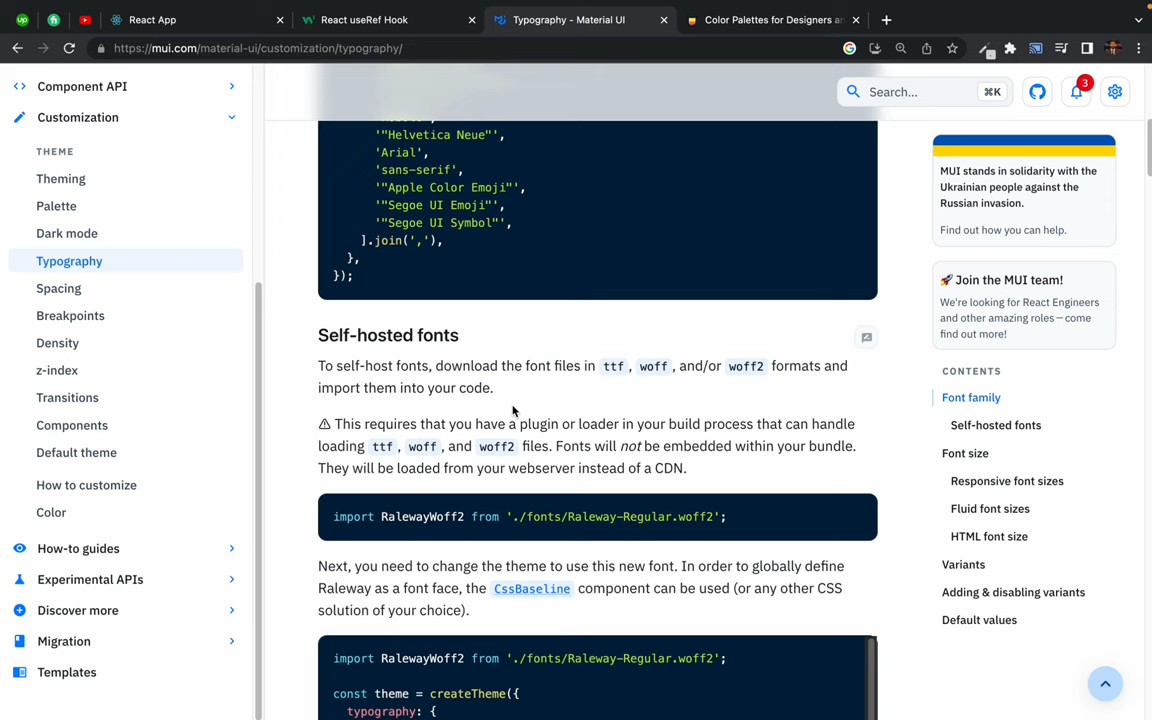 React App
React useRef Hook
Typography - Material UI
Color Palettes for Designers an
https://mui.com/material-ui/customization/typography/
Component API
Customization
THEME
Theming
Palette
Dark mode
Typography
Spacing
Breakpoints
Density
z-index
Transitions
Components
Default theme
How to customize
Color
How-to guides
Experimental APIs
Discover more
Migration
Templates
Search...
⌘K
3
'"Helvetica Neue"',
'Arial',
'sans-serif',
'"Apple Color Emoji"',
'"Segoe UI Emoji"',
'"Segoe UI Symbol"',
].join(','),
},
});
Self-hosted fonts
To self-host fonts, download the font files in ttf, woff, and/or woff2 formats and
import them into your code.
⚠ This requires that you have a plugin or loader in your build process that can handle
loading ttf, woff, and woff2 files. Fonts will not be embedded within your bundle.
They will be loaded from your webserver instead of a CDN.
import RalewayWoff2 from './fonts/Raleway-Regular.woff2';
Next, you need to change the theme to use this new font. In order to globally define
Raleway as a font face, the CssBaseline component can be used (or any other CSS
solution of your choice).
import RalewayWoff2 from './fonts/Raleway-Regular.woff2';
const theme = createTheme({
typography: {
MUI stands in solidarity with the
Ukrainian people against the
Russian invasion.
Find out how you can help.
🚀 Join the MUI team!
We're looking for React Engineers
and other amazing roles – come
find out more!
CONTENTS
Font family
Self-hosted fonts
Font size
Responsive font sizes
Fluid font sizes
HTML font size
Variants
Adding & disabling variants
Default values